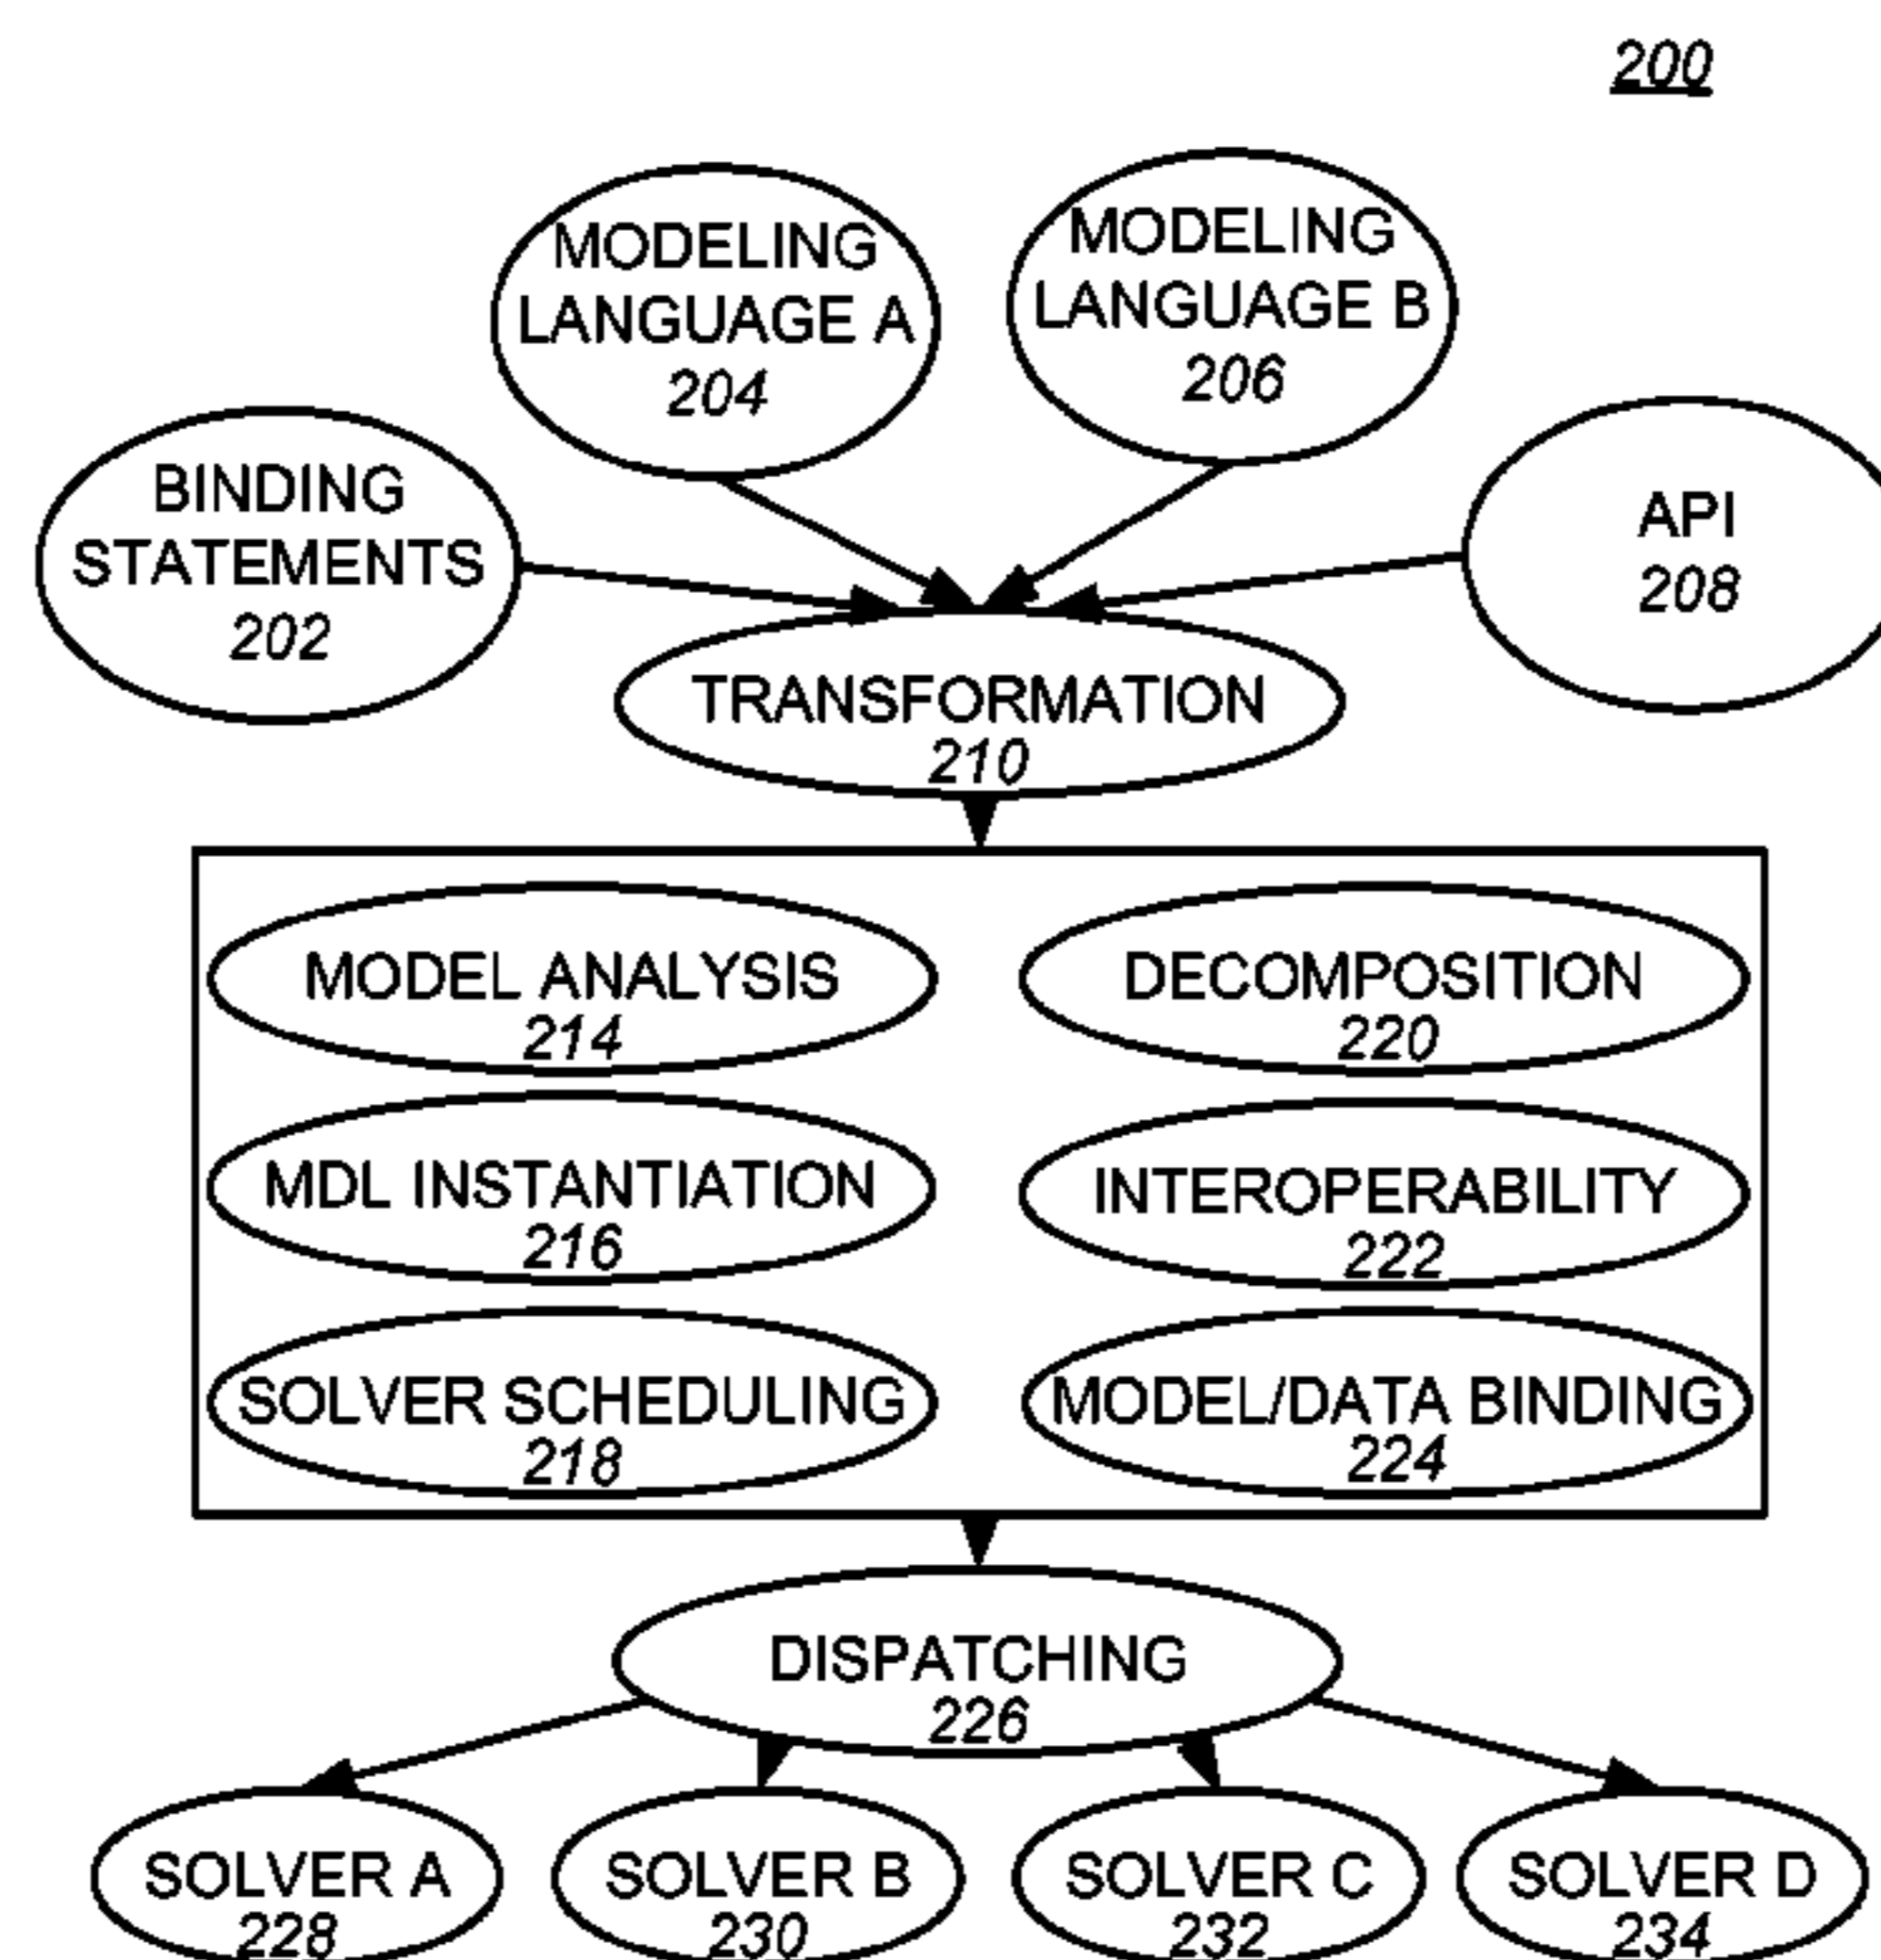 200
MODELING
LANGUAGE A
204
MODELING
LANGUAGE B
206
BINDING
STATEMENTS
202
API
208
TRANSFORMATION
210
MODEL ANALYSIS
214
DECOMPOSITION
220
MDL INSTANTIATION
216
INTEROPERABILITY
222
SOLVER SCHEDULING
218
MODEL/DATA BINDING
224
DISPATCHING
226
SOLVER A
228
SOLVER B
230
SOLVER C
232
SOLVER D
234